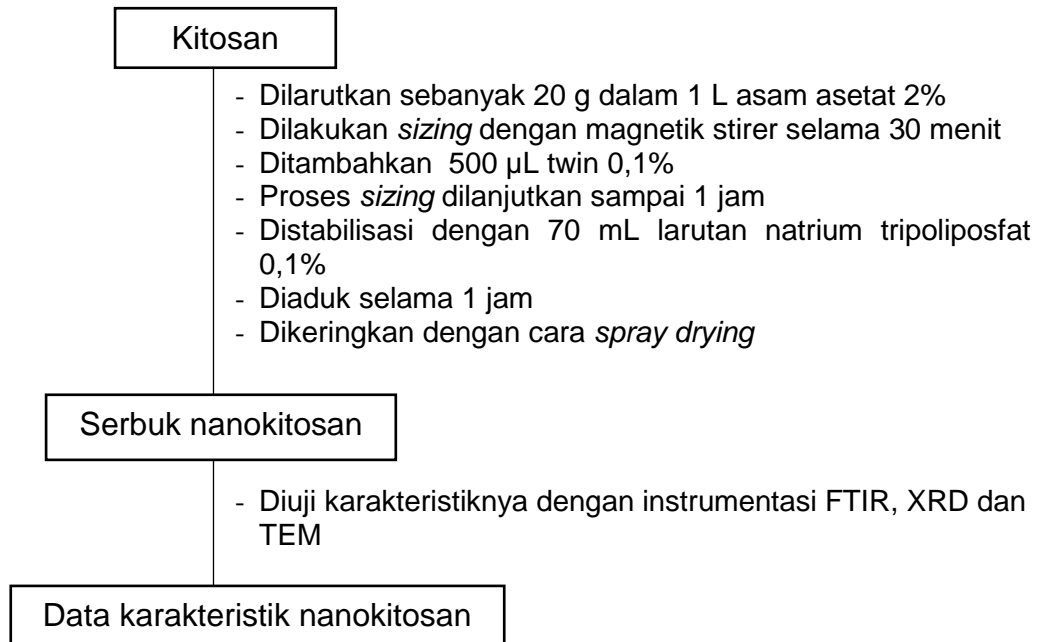 Kitosan
- Dilarutkan sebanyak 20 g dalam 1 L asam asetat 2%
- Dilakukan sizing dengan magnetik stirer selama 30 menit
- Ditambahkan 500 µL twin 0,1%
- Proses sizing dilanjutkan sampai 1 jam
- Distabilisasi dengan 70 mL larutan natrium tripoliposfat
0,1%
- Diaduk selama 1 jam
- Dikeringkan dengan cara spray drying
Serbuk nanokitosan
- Diuji karakteristiknya dengan instrumentasi FTIR, XRD dan
TEM
Data karakteristik nanokitosan